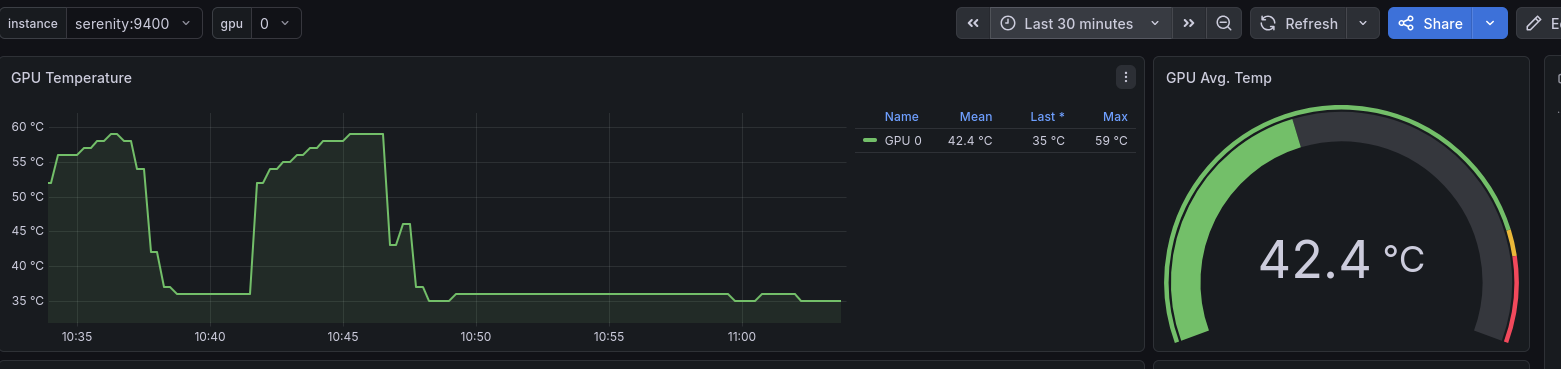 instance serenity:9400 gpu 0 Last 30 minutes Refresh Share
GPU Temperature
60 °C
55 °C
50 °C
45 °C
40 °C
35 °C
10:35 10:40 10:45 10:50 10:55 11:00
Name Mean Last * Max
GPU 0 42.4 °C 35 °C 59 °C
GPU Avg. Temp
42.4 °C